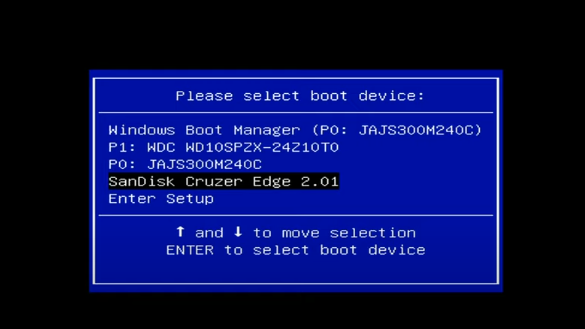 Please select boot device:
Windows Boot Manager (P0: JAJS300M240C)
P1: WDC WD10SPZX-24Z10T0
P0: JAJS300M240C
SanDisk Cruzer Edge 2.01
Enter Setup
↑ and ↓ to move selection
ENTER to select boot device